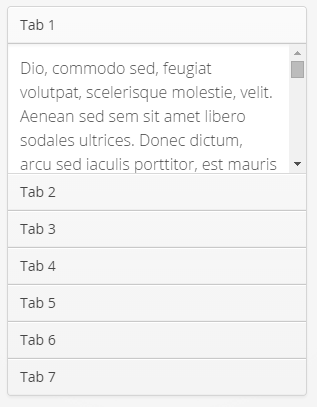 Tab 1
Dio, commodo sed, feugiat
volutpat, scelerisque molestie, velit.
Aenean sed sem sit amet libero
sodales ultrices. Donec dictum,
arcu sed iaculis porttitor, est mauris
Tab 2
Tab 3
Tab 4
Tab 5
Tab 6
Tab 7